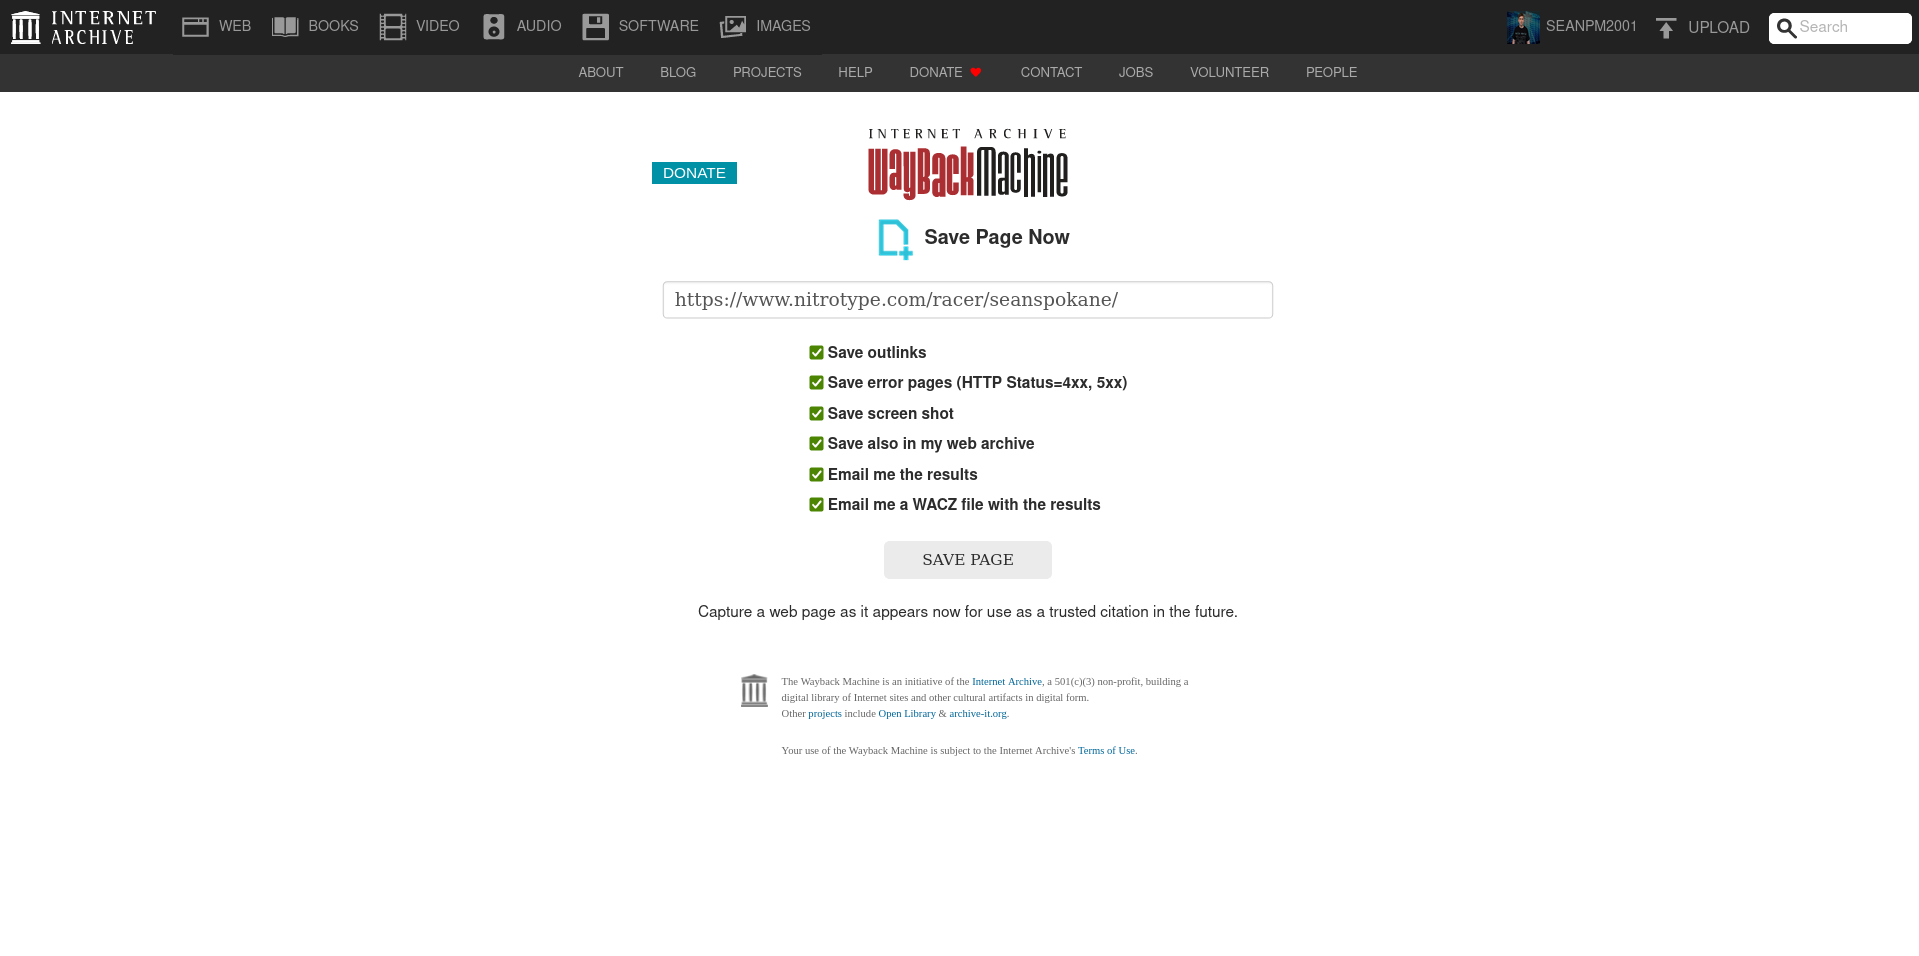 INTERNET ARCHIVE
WEB BOOKS VIDEO AUDIO SOFTWARE IMAGES SEANPM2001 UPLOAD Search
ABOUT BLOG PROJECTS HELP DONATE CONTACT JOBS VOLUNTEER PEOPLE
INTERNET ARCHIVE
DONATE
WayBackMachine
Save Page Now
https://www.nitrotype.com/racer/seanspokane/
Save outlinks
Save error pages (HTTP Status=4xx, 5xx)
Save screen shot
Save also in my web archive
Email me the results
Email me a WACZ file with the results
SAVE PAGE
Capture a web page as it appears now for use as a trusted citation in the future.
The Wayback Machine is an initiative of the Internet Archive, a 501(c)(3) non-profit, building a
digital library of Internet sites and other cultural artifacts in digital form.
Other projects include Open Library & archive-it.org.
Your use of the Wayback Machine is subject to the Internet Archive's Terms of Use.